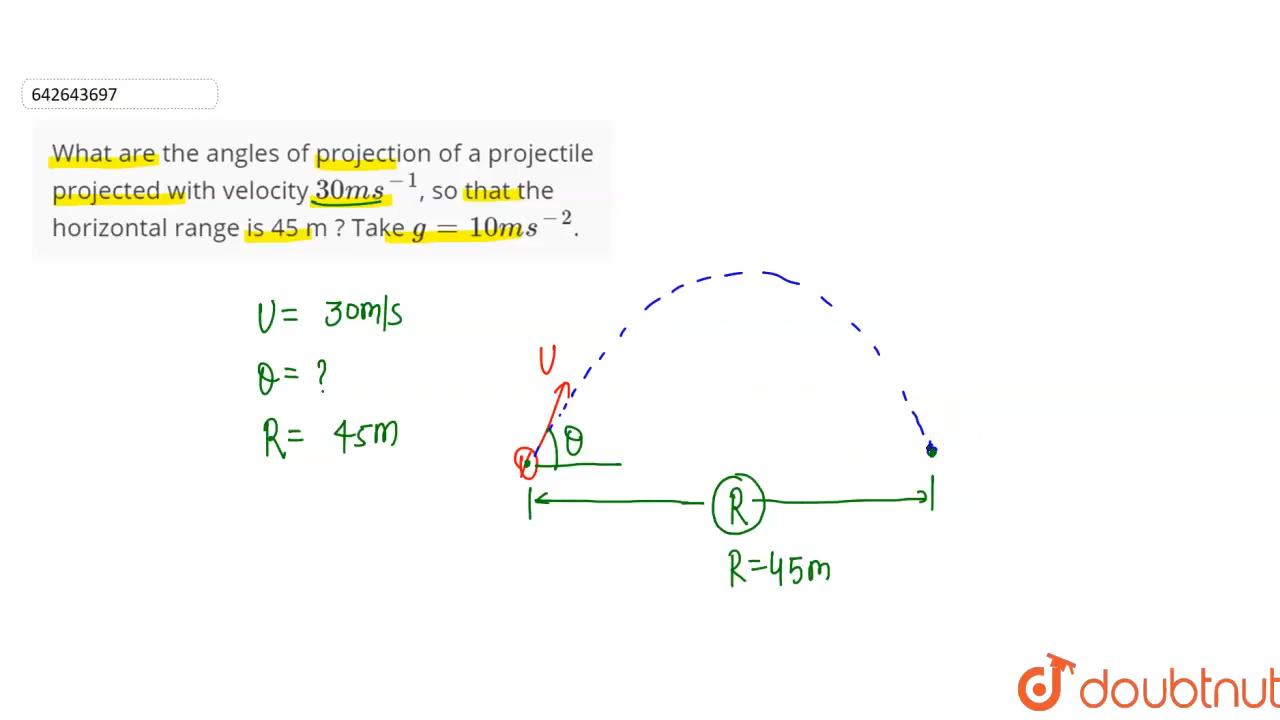 642643697
What are the angles of projection of a projectile
projected with velocity 30ms⁻¹, so that the
horizontal range is 45 m ? Take g = 10ms⁻².
U = 30m/s
θ = ?
R = 45m
U
θ
R
R=45m
doubtnut